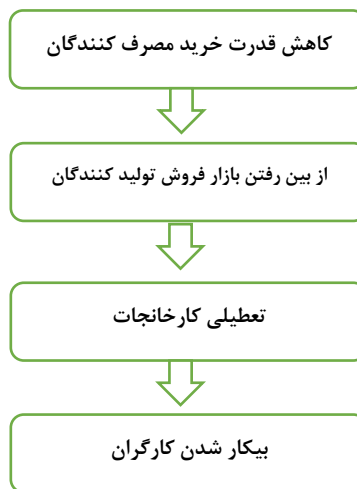 کاهش قدرت خرید مصرف کنندگان
از بین رفتن بازار فروش تولید کنندگان
تعطیلی کارخانجات
بیکار شدن کارگران